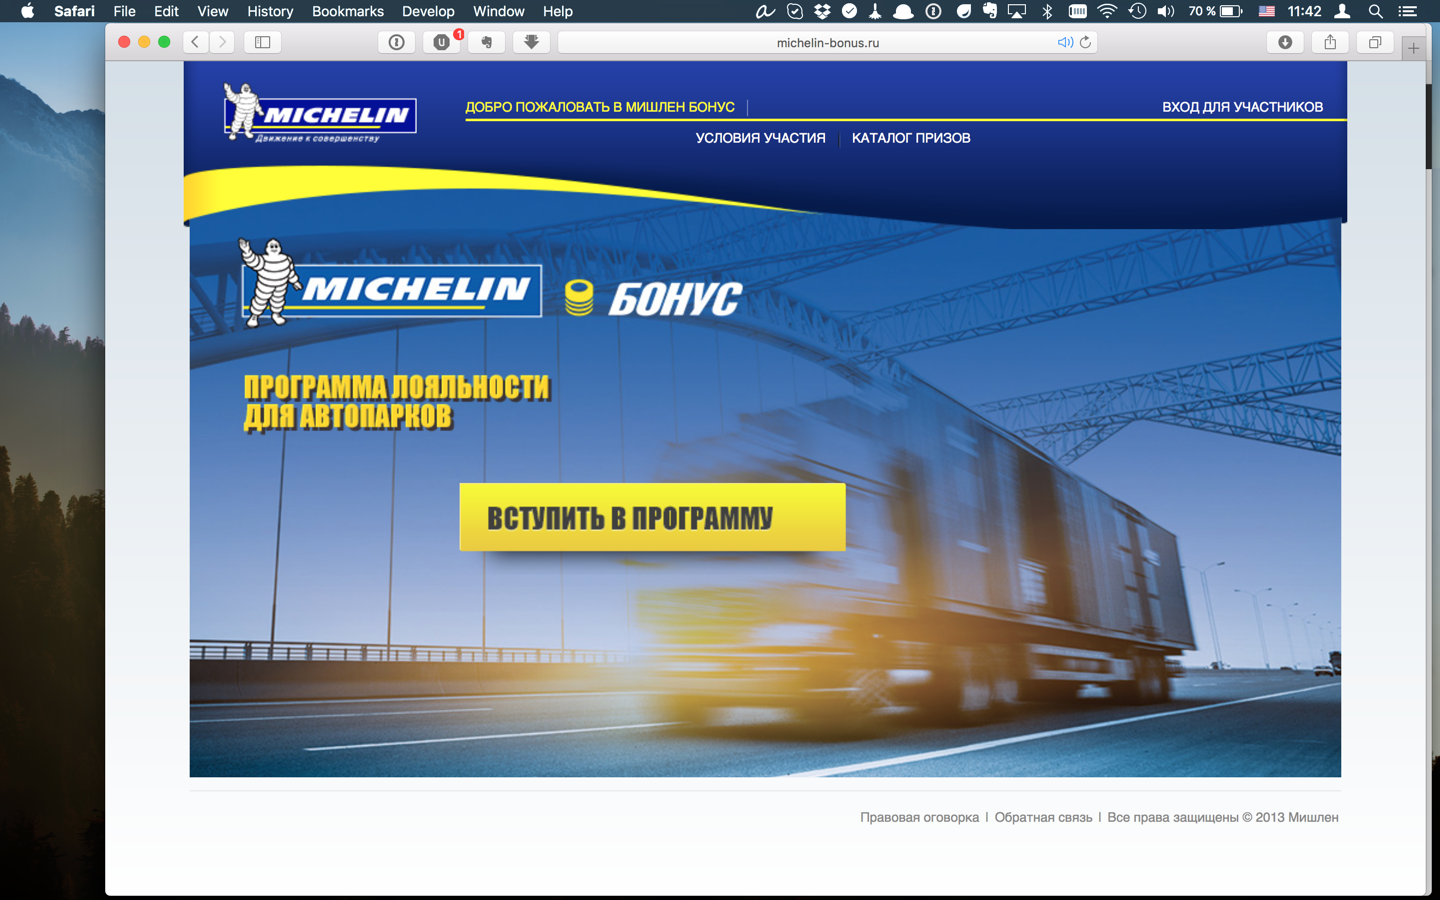 Safari File Edit View History Bookmarks Develop Window Help 70 % 11:42
U 1 michelin-bonus.ru
MICHELIN
Движение к совершенству
ДОБРО ПОЖАЛОВАТЬ В МИШЛЕН БОНУС
ВХОД ДЛЯ УЧАСТНИКОВ
УСЛОВИЯ УЧАСТИЯ КАТАЛОГ ПРИЗОВ
MICHELIN БОНУС
ПРОГРАММА ЛОЯЛЬНОСТИ
ДЛЯ АВТОПАРКОВ
ВСТУПИТЬ В ПРОГРАММУ
Правовая оговорка | Обратная связь | Все права защищены © 2013 Мишлен